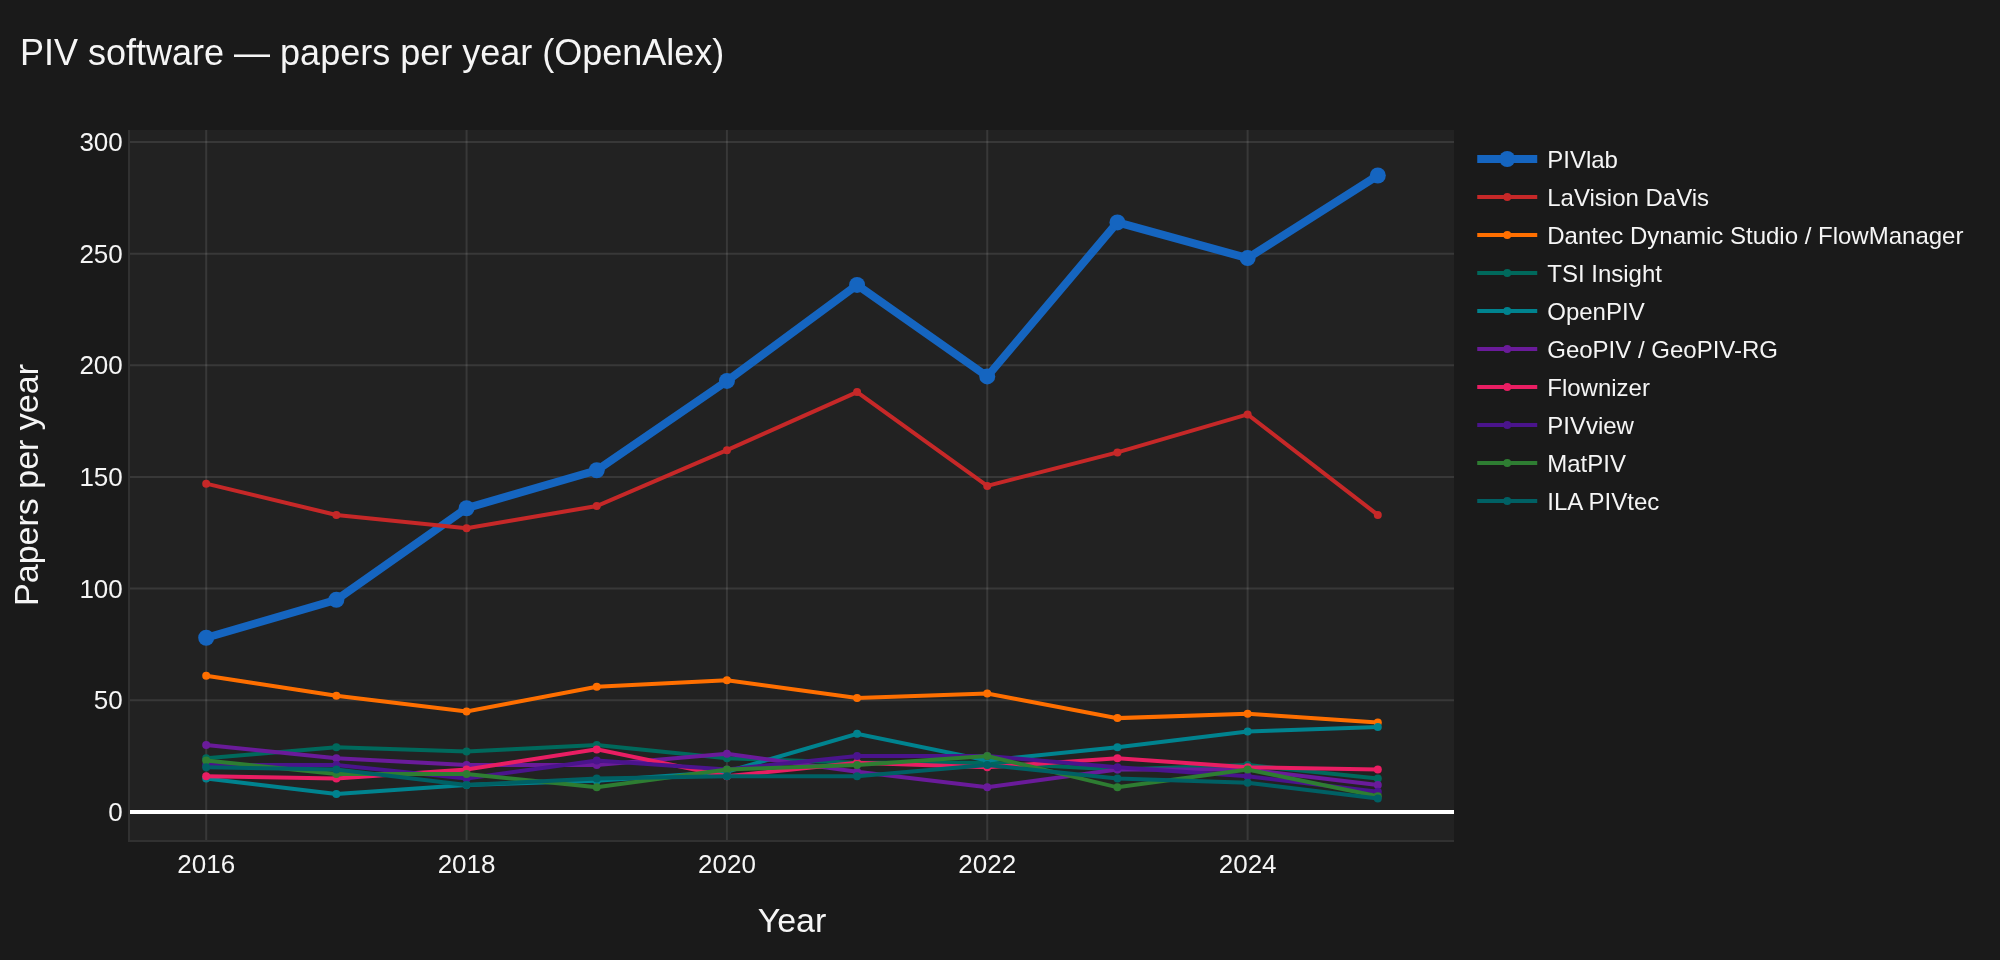 PIV software — papers per year (OpenAlex)
Papers per year
300
250
200
150
100
50
0
2016
2018
2020
2022
2024
Year
PIVlab
LaVision DaVis
Dantec Dynamic Studio / FlowManager
TSI Insight
OpenPIV
GeoPIV / GeoPIV-RG
Flownizer
PIVview
MatPIV
ILA PIVtec